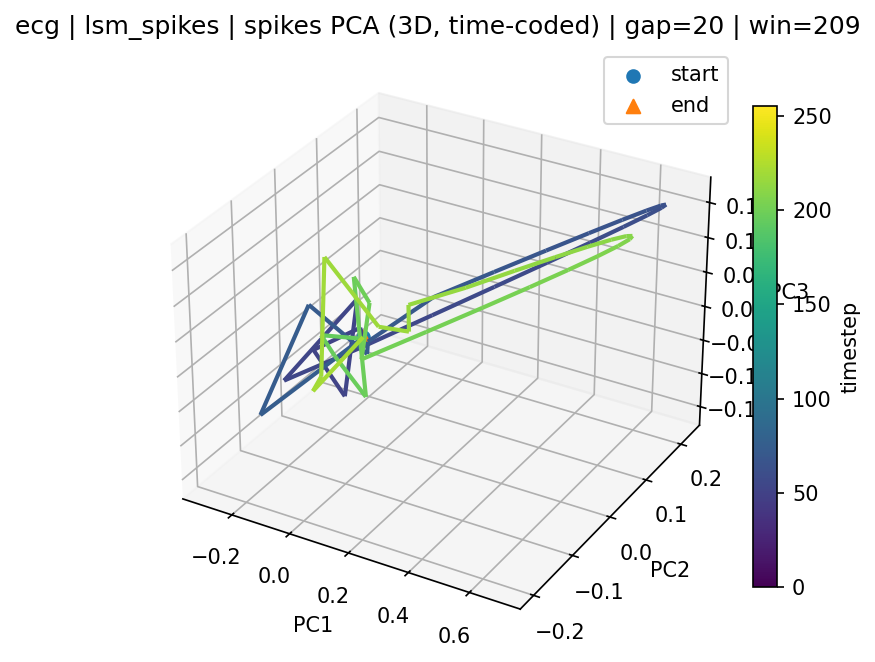 ecg | lsm_spikes | spikes PCA (3D, time-coded) | gap=20 | win=209
start
end
250
200
150
100
50
0
timestep
PC3
−0.2
0.0
0.2
0.4
0.6
PC1
−0.2
−0.1
0.0
0.1
0.2
PC2